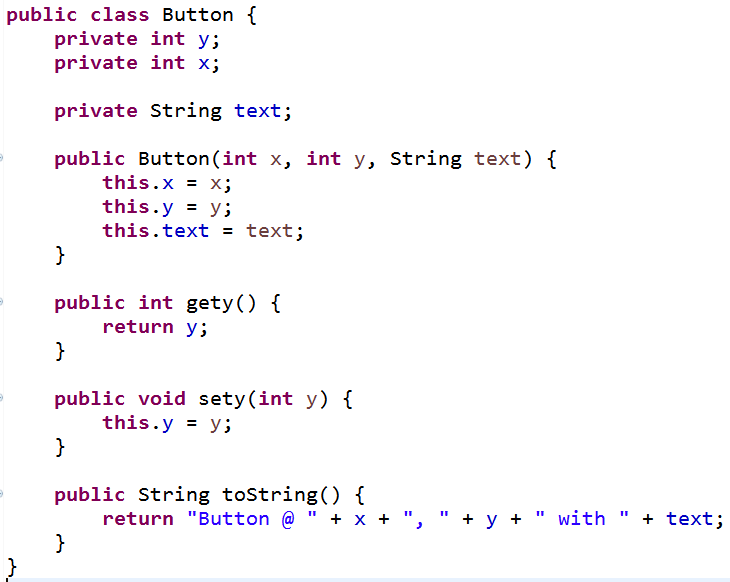 public class Button {
    private int y;
    private int x;

    private String text;

    public Button(int x, int y, String text) {
        this.x = x;
        this.y = y;
        this.text = text;
    }

    public int gety() {
        return y;
    }

    public void sety(int y) {
        this.y = y;
    }

    public String toString() {
        return "Button @ " + x + ", " + y + " with " + text;
    }
}